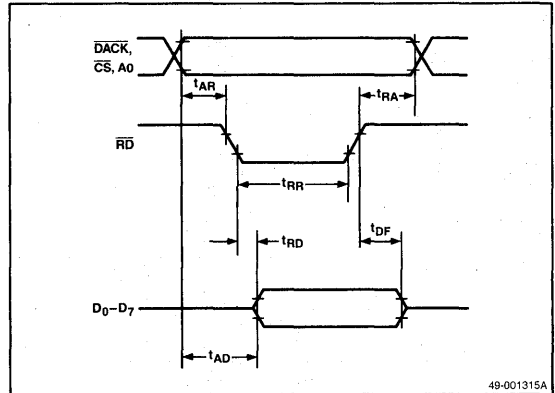 DACK,
CS, A0
tAR
tRA
RD
tRR
tRD
tDF
D0–D7
tAD
49-001315A